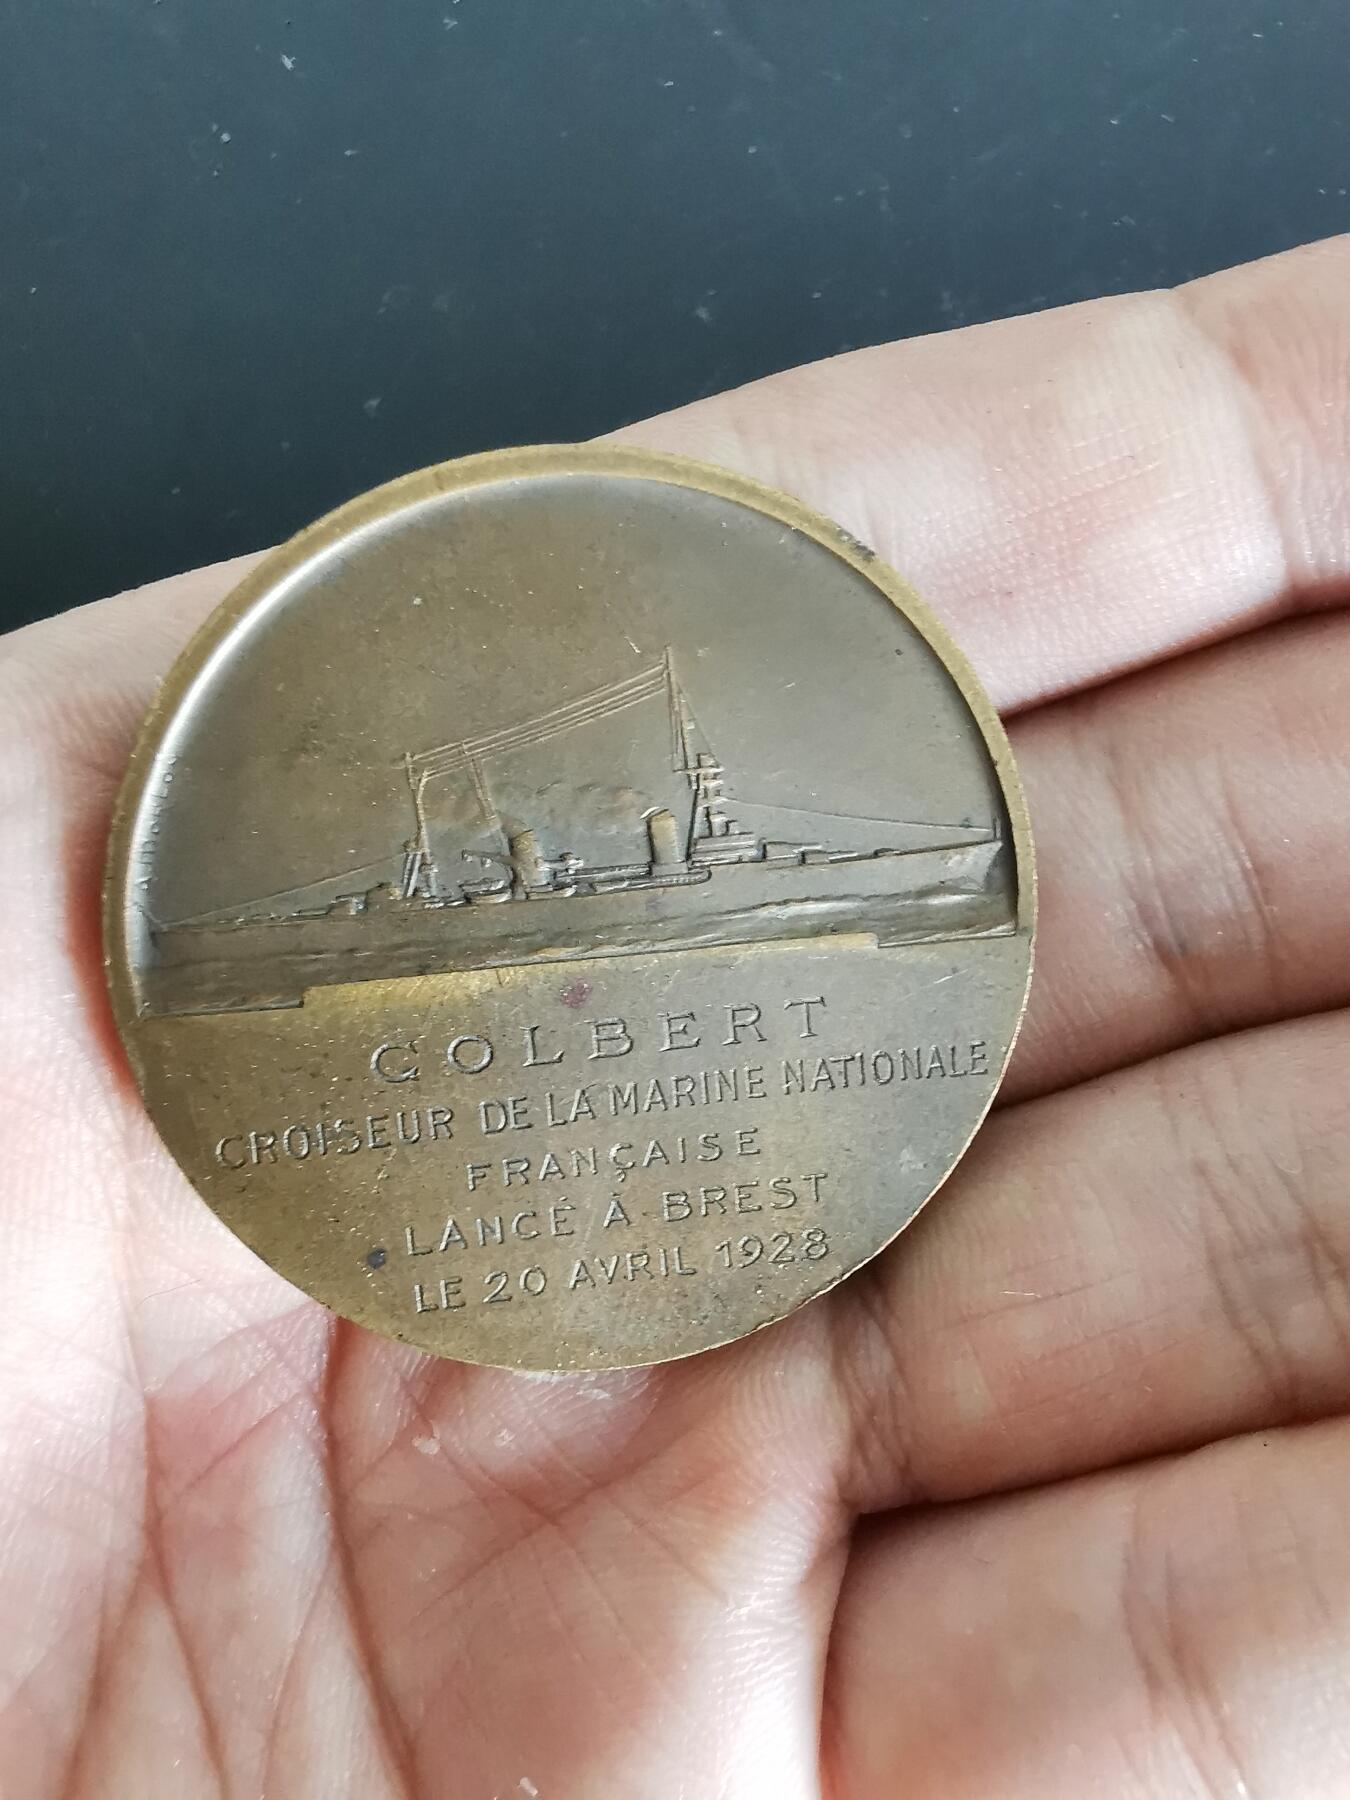 COLBERT
CROISEUR DE LA MARINE NATIONALE
FRANÇAISE
LANCÉ À BREST
LE 20 AVRIL 1928